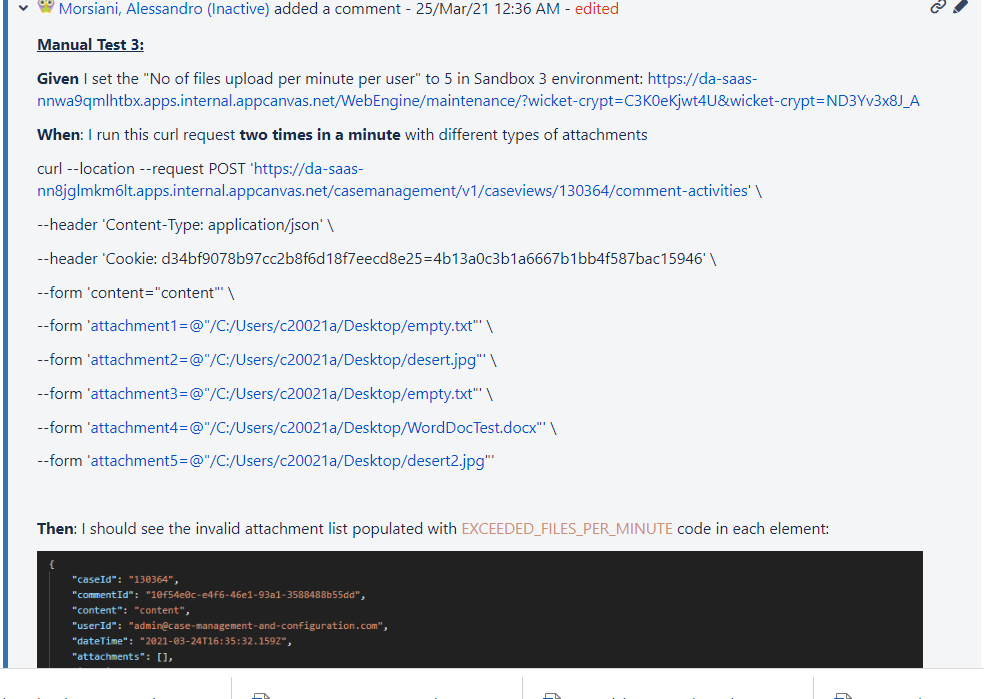 Morsiani, Alessandro (Inactive) added a comment - 25/Mar/21 12:36 AM - edited
Manual Test 3:
Given I set the "No of files upload per minute per user" to 5 in Sandbox 3 environment: https://da-saas-
nnwa9qmlhtbx.apps.internal.appcanvas.net/WebEngine/maintenance/?wicket-crypt=C3K0eKjwt4U&wicket-crypt=ND3Yv3x8J_A
When: I run this curl request two times in a minute with different types of attachments
curl --location --request POST 'https://da-saas-
nn8jglmkm6lt.apps.internal.appcanvas.net/casemanagement/v1/caseviews/130364/comment-activities' \
--header 'Content-Type: application/json' \
--header 'Cookie: d34bf9078b97cc2b8f6d18f7eecd8e25=4b13a0c3b1a6667b1bb4f587bac15946' \
--form 'content="content"' \
--form 'attachment1=@"/C:/Users/c20021a/Desktop/empty.txt"' \
--form 'attachment2=@"/C:/Users/c20021a/Desktop/desert.jpg"' \
--form 'attachment3=@"/C:/Users/c20021a/Desktop/empty.txt"' \
--form 'attachment4=@"/C:/Users/c20021a/Desktop/WordDocTest.docx"' \
--form 'attachment5=@"/C:/Users/c20021a/Desktop/desert2.jpg"'
Then: I should see the invalid attachment list populated with EXCEEDED_FILES_PER_MINUTE code in each element:
{
"caseId": "130364",
"commentId": "10f54e0c-e4f6-46e1-93a1-3588488b55dd",
"content": "content",
"userId": "admin@case-management-and-configuration.com",
"dateTime": "2021-03-24T16:35:32.159Z",
"attachments": [],